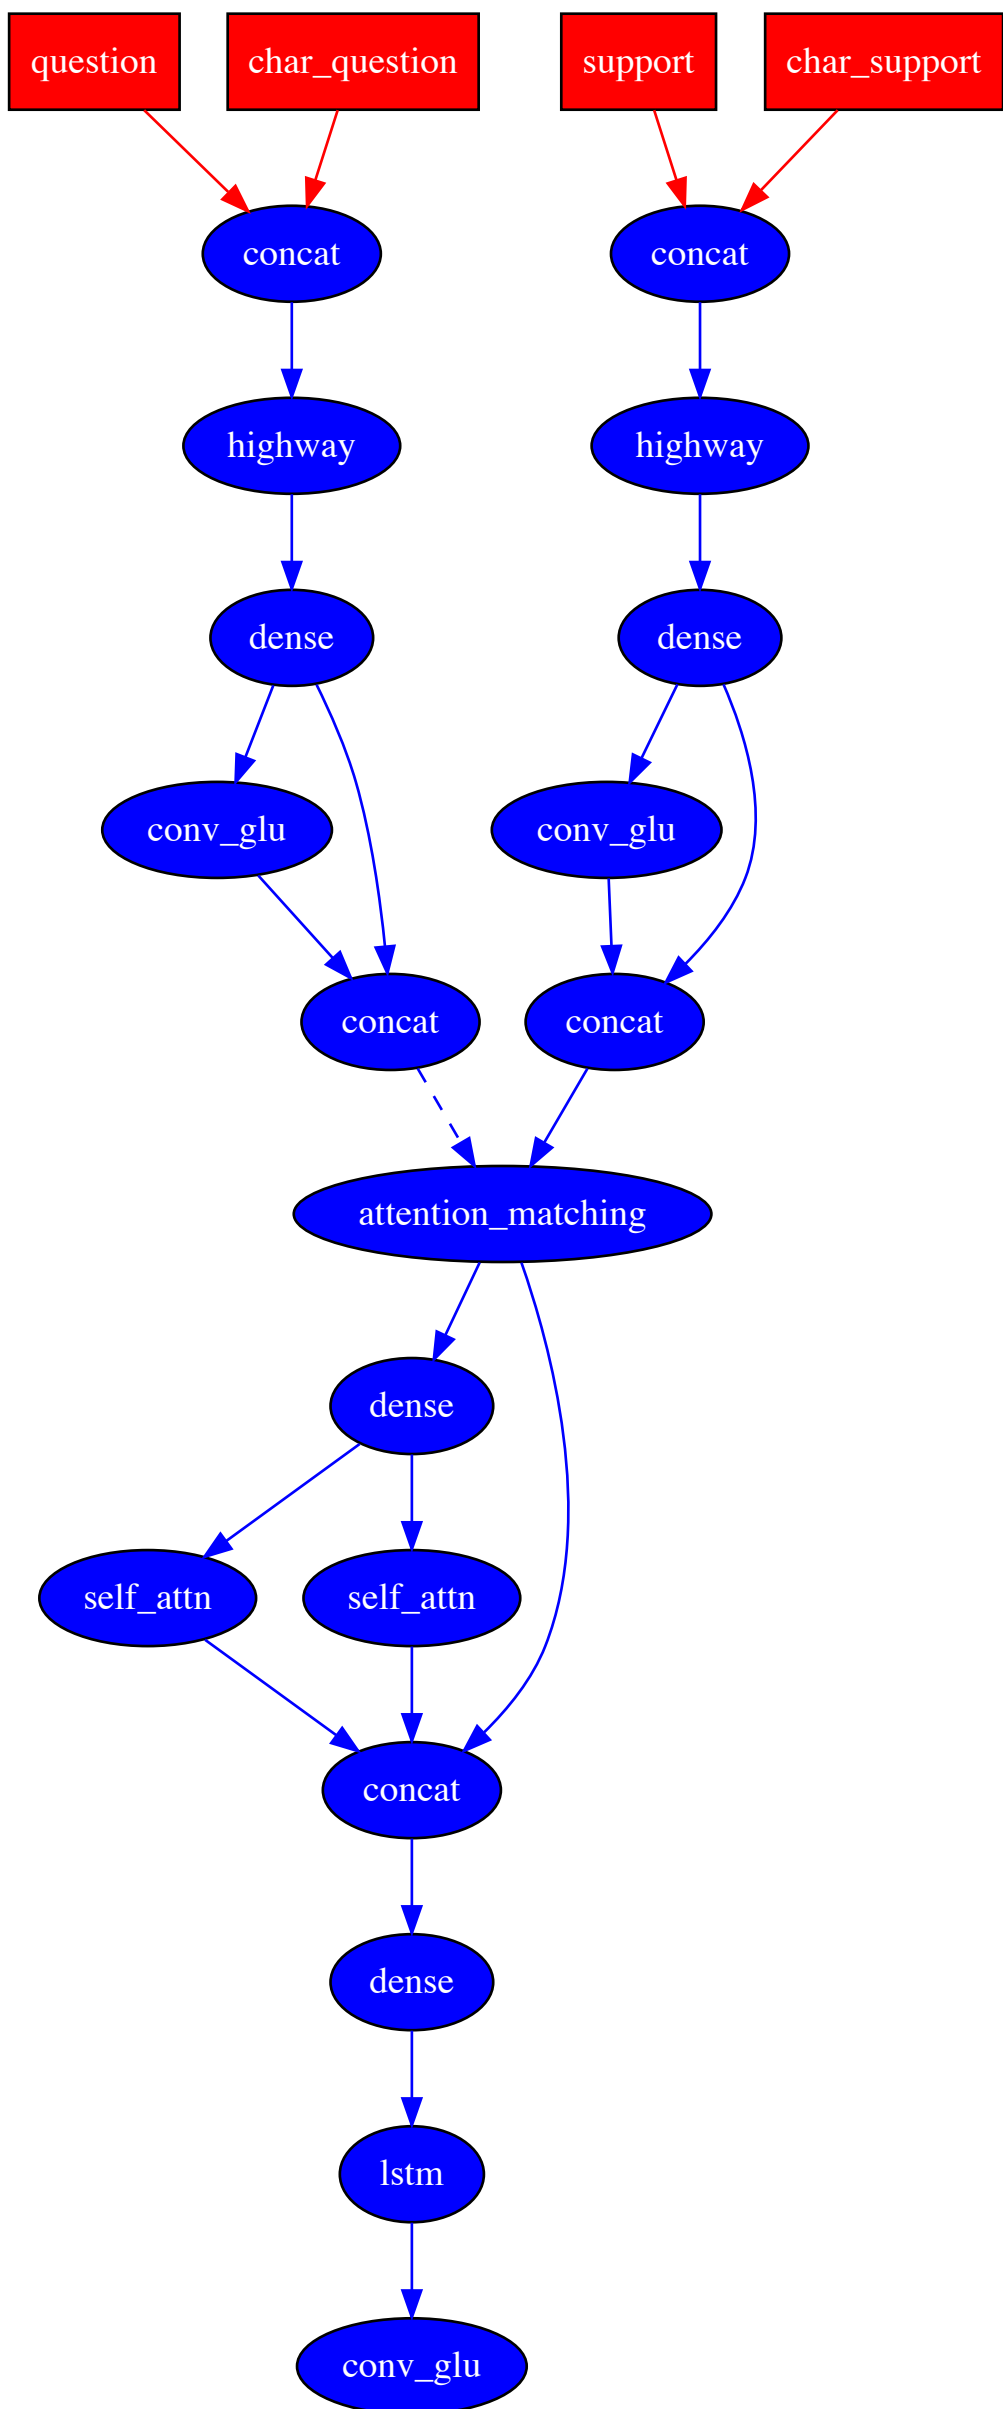 question
char_question
support
char_support
concat
concat
highway
highway
dense
dense
conv_glu
conv_glu
concat
concat
attention_matching
dense
self_attn
self_attn
concat
dense
lstm
conv_glu